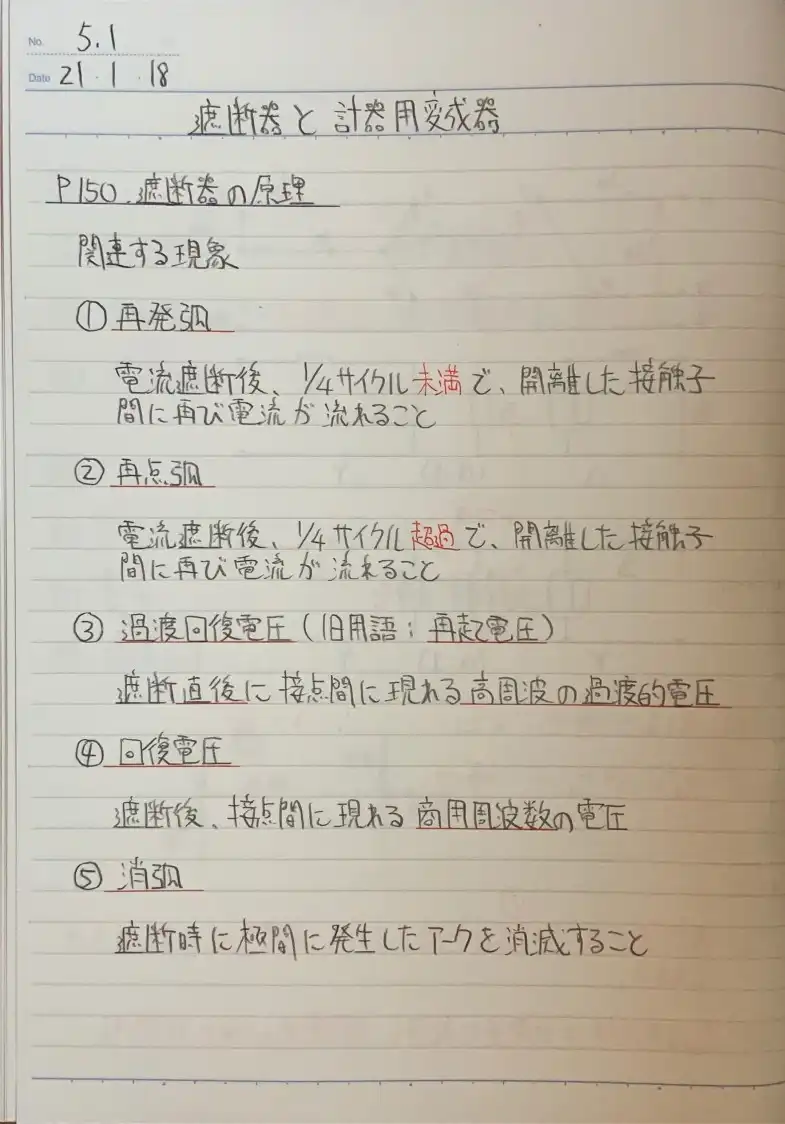 No. 5.1
Date 21・1・18
遮断器と計器用変成器
P150.遮断器の原理
関連する現象
①再発弧
電流遮断後、1/4サイクル未満で、開離した接触子
間に再び電流が流れること
②再点弧
電流遮断後、1/4サイクル超過で、開離した接触子
間に再び電流が流れること
③過渡回復電圧(旧用語:再起電圧)
遮断直後に接点間に現れる高周波の過渡的電圧
④回復電圧
遮断後、接点間に現れる商用周波数の電圧
⑤消弧
遮断時に極間に発生したアークを消滅すること